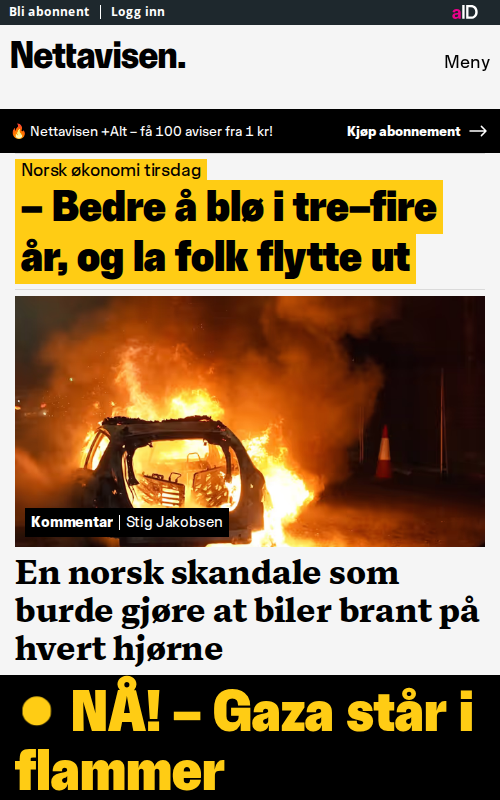 Bli abonnent | Logg inn
aID
Nettavisen.
Meny
🔥 Nettavisen +Alt – få 100 aviser fra 1 kr!
Kjøp abonnement →
Norsk økonomi tirsdag
– Bedre å blø i tre–fire
år, og la folk flytte ut
Kommentar | Stig Jakobsen
En norsk skandale som
burde gjøre at biler brant på
hvert hjørne
● NÅ! – Gaza står i
flammer